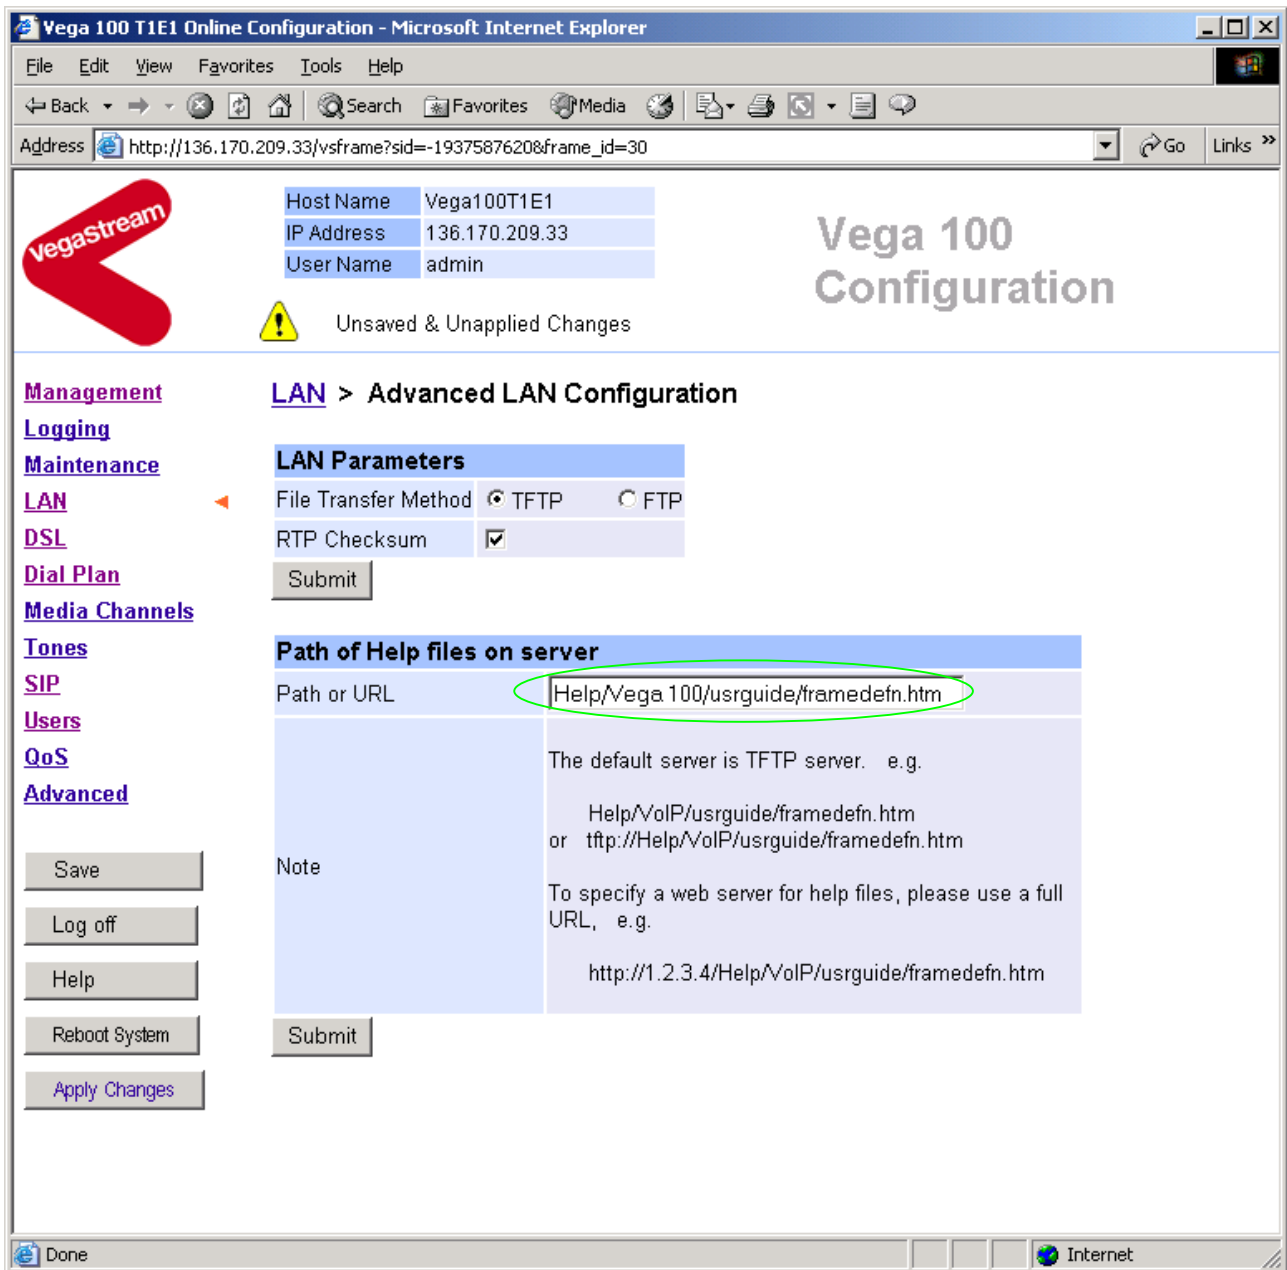 Vega 100 T1E1 Online Configuration - Microsoft Internet Explorer
File Edit View Favorites Tools Help
Back Search Favorites Media
Address http://136.170.209.33/vsframe?sid=-1937587620&frame_id=30 Go Links »
vegastream
Host Name Vega100T1E1
IP Address 136.170.209.33
User Name admin
Vega 100
Configuration
Unsaved & Unapplied Changes
Management
Logging
Maintenance
LAN
DSL
Dial Plan
Media Channels
Tones
SIP
Users
QoS
Advanced
Save
Log off
Help
Reboot System
Apply Changes
LAN > Advanced LAN Configuration
LAN Parameters
File Transfer Method TFTP FTP
RTP Checksum
Submit
Path of Help files on server
Path or URL Help/Vega 100/usrguide/framedefn.htm
Note
The default server is TFTP server. e.g.
Help/VoIP/usrguide/framedefn.htm
or tftp://Help/VoIP/usrguide/framedefn.htm
To specify a web server for help files, please use a full
URL, e.g.
http://1.2.3.4/Help/VoIP/usrguide/framedefn.htm
Submit
Done Internet